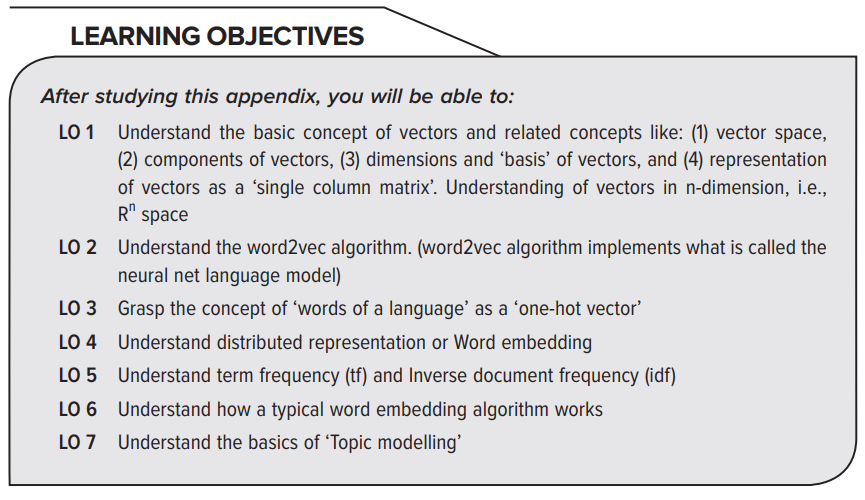 LEARNING OBJECTIVES
After studying this appendix, you will be able to:
LO 1 Understand the basic concept of vectors and related concepts like: (1) vector space,
(2) components of vectors, (3) dimensions and ‘basis’ of vectors, and (4) representation
of vectors as a ‘single column matrix’. Understanding of vectors in n-dimension, i.e.,
Rⁿ space
LO 2 Understand the word2vec algorithm. (word2vec algorithm implements what is called the
neural net language model)
LO 3 Grasp the concept of ‘words of a language’ as a ‘one-hot vector’
LO 4 Understand distributed representation or Word embedding
LO 5 Understand term frequency (tf) and Inverse document frequency (idf)
LO 6 Understand how a typical word embedding algorithm works
LO 7 Understand the basics of ‘Topic modelling’